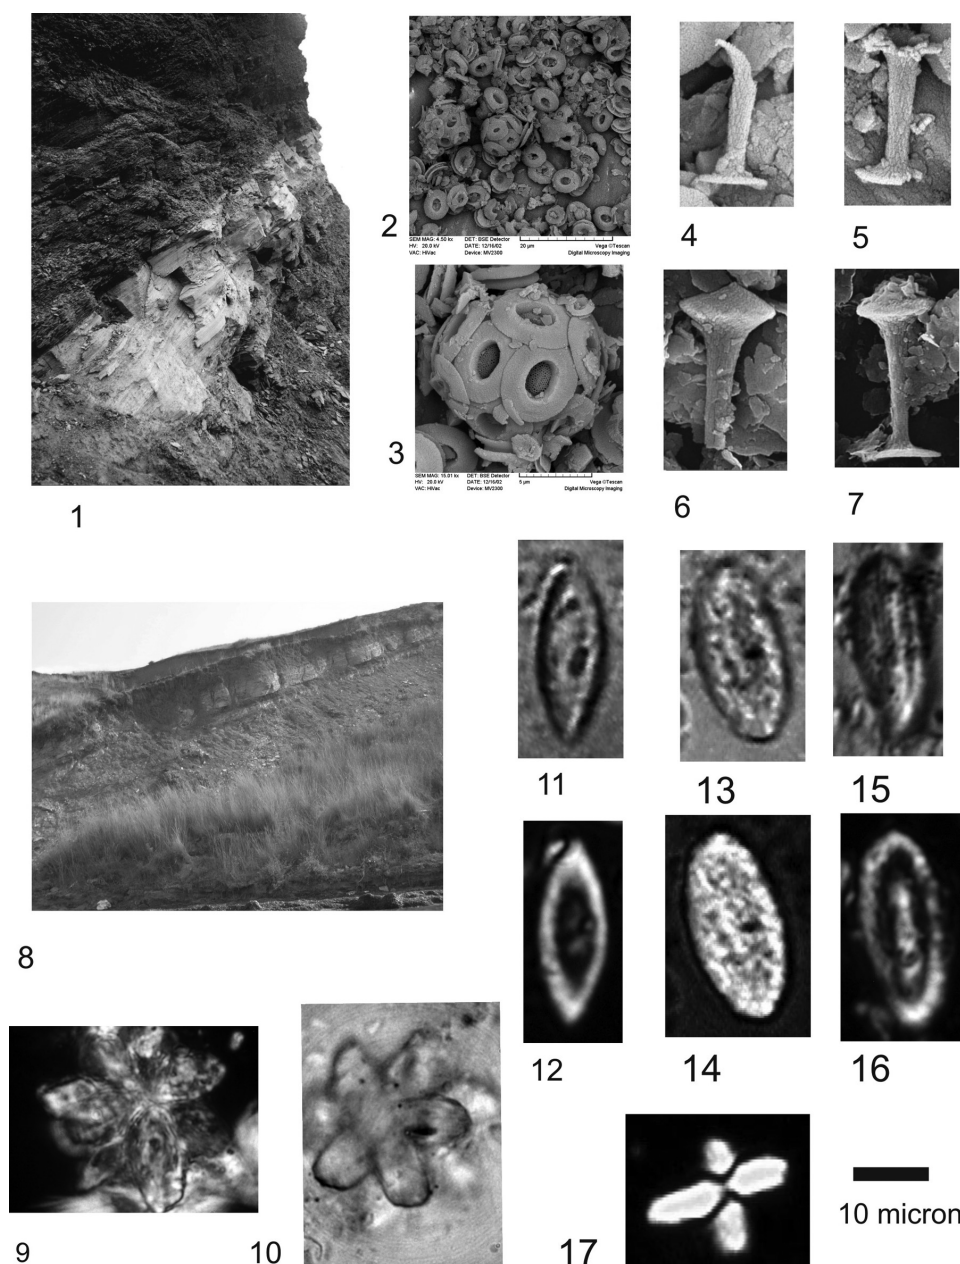 1
2
SEM MAG: 4.50 kx DET: BSE Detector
HV: 20.0 kV DATE: 12/16/02 20 µm Vega ©Tescan
VAC: HiVac Device: MV2300 Digital Microscopy Imaging
3
SEM MAG: 15.01 kx DET: BSE Detector
HV: 20.0 kV DATE: 12/16/02 5 µm Vega ©Tescan
VAC: HiVac Device: MV2300 Digital Microscopy Imaging
4
5
6
7
8
9
10
11
13
15
12
14
16
17
10 micron